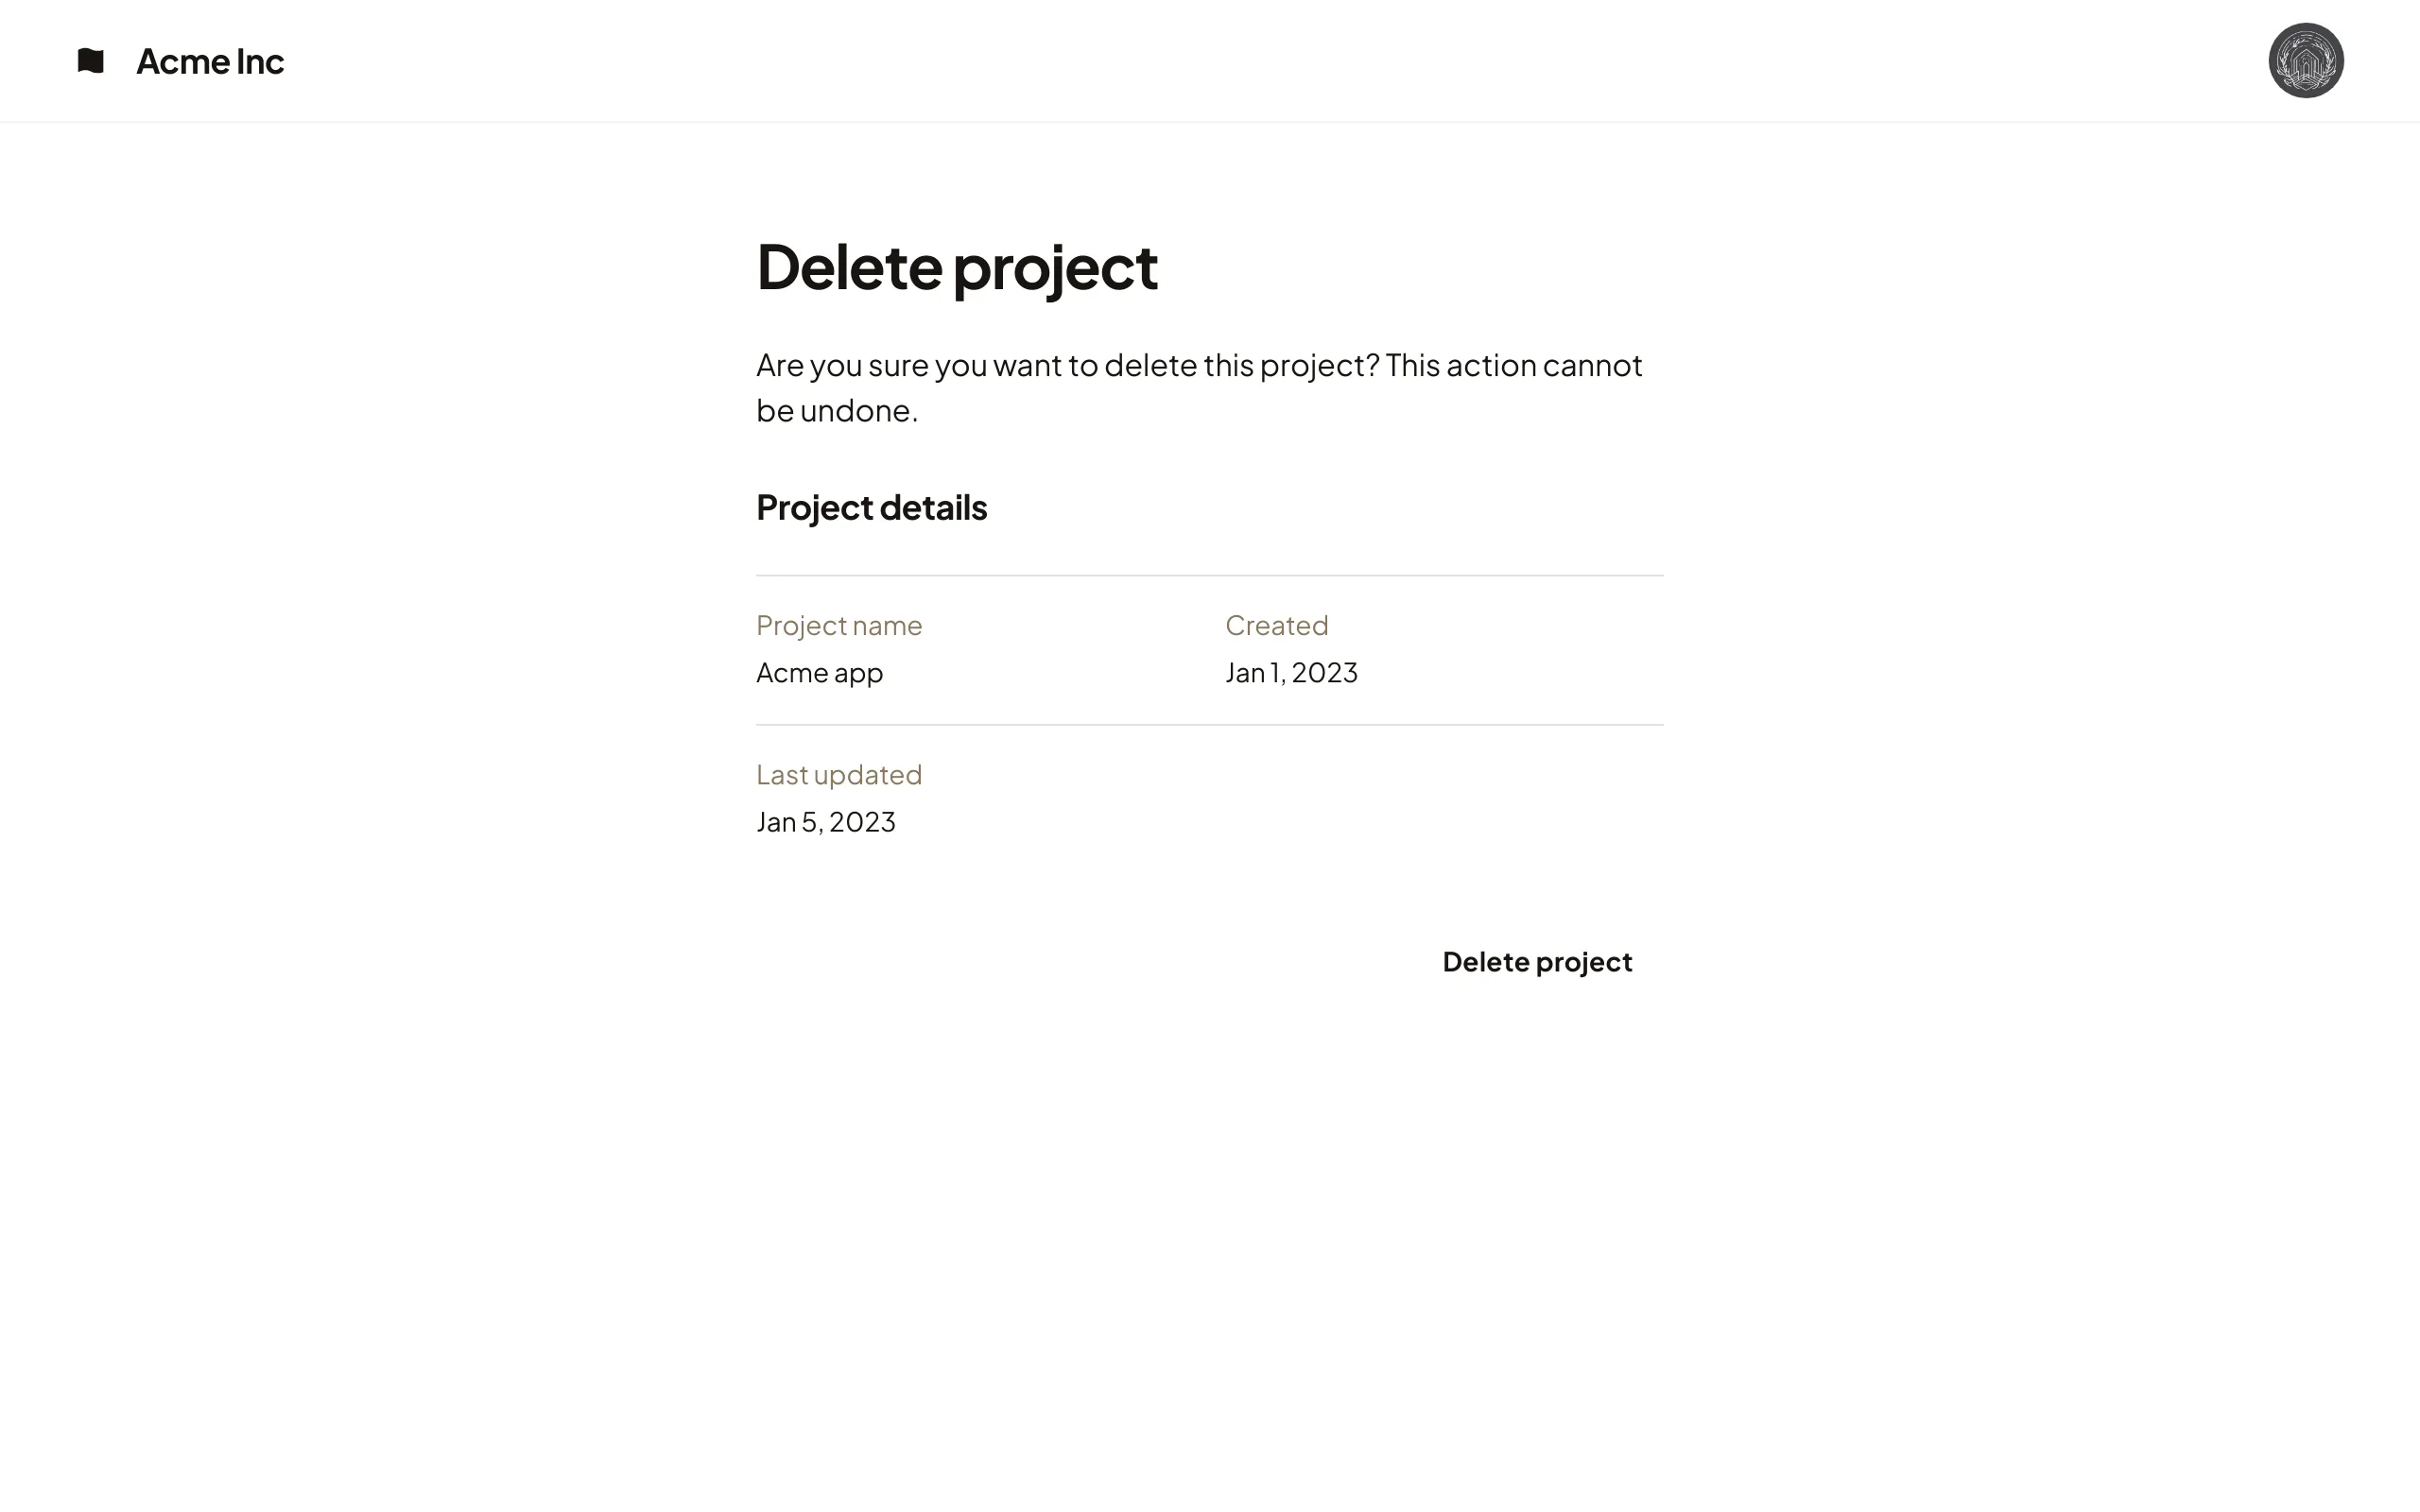 Acme Inc
Delete project
Are you sure you want to delete this project? This action cannot
be undone.
Project details
Project name
Created
Acme app
Jan 1, 2023
Last updated
Jan 5, 2023
Delete project